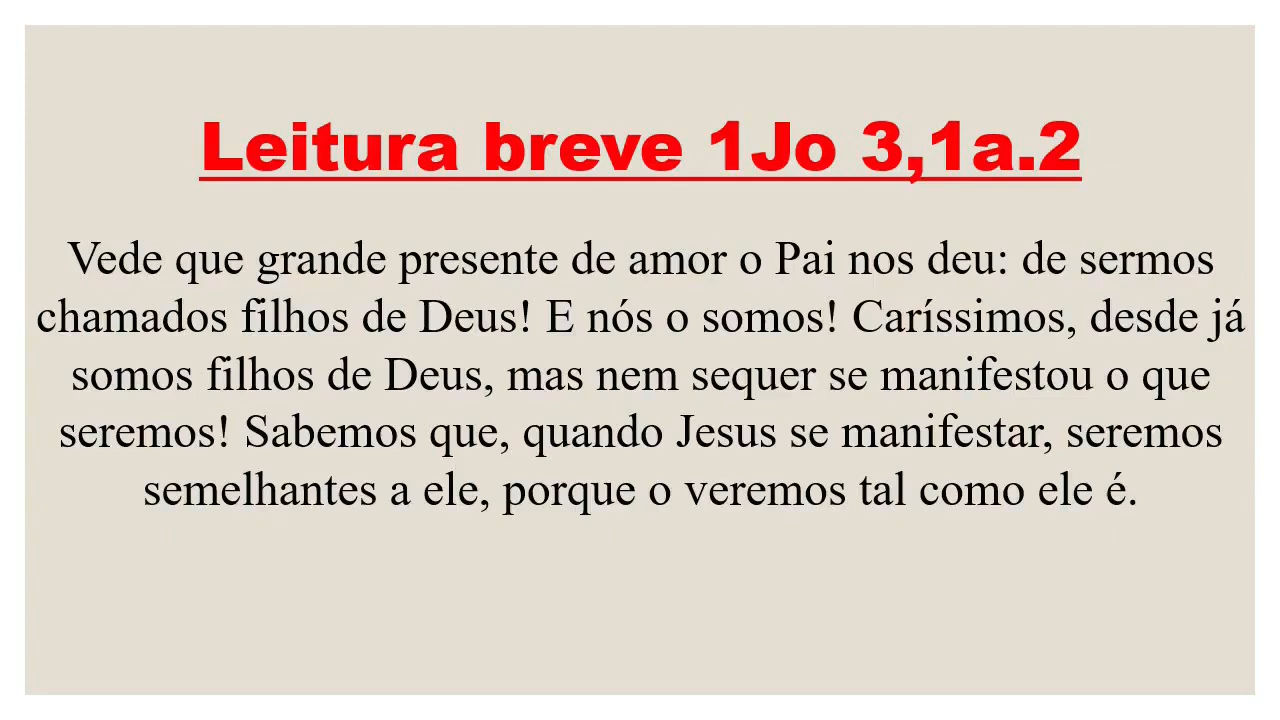 Leitura breve 1Jo 3,1a.2
Vede que grande presente de amor o Pai nos deu: de sermos
chamados filhos de Deus! E nós o somos! Caríssimos, desde já
somos filhos de Deus, mas nem sequer se manifestou o que
seremos! Sabemos que, quando Jesus se manifestar, seremos
semelhantes a ele, porque o veremos tal como ele é.